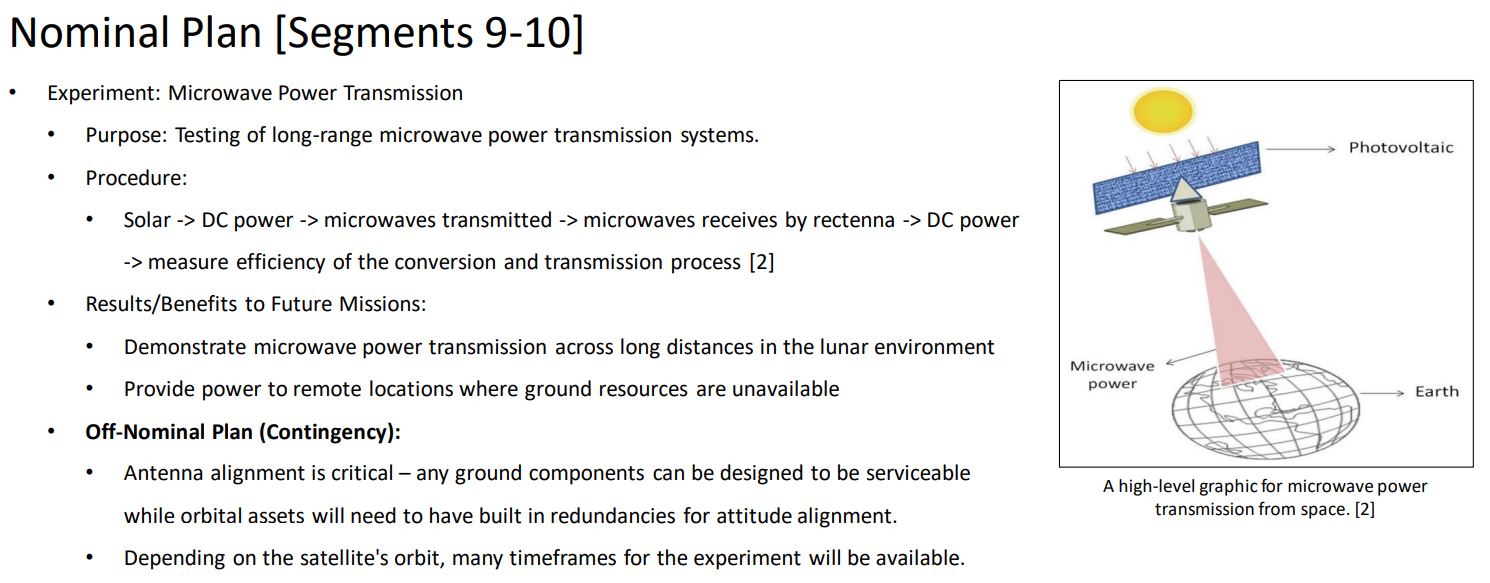 Nominal Plan [Segments 9-10]
• Experiment: Microwave Power Transmission
• Purpose: Testing of long-range microwave power transmission systems.
• Procedure:
• Solar -> DC power -> microwaves transmitted -> microwaves receives by rectenna -> DC power
-> measure efficiency of the conversion and transmission process [2]
• Results/Benefits to Future Missions:
• Demonstrate microwave power transmission across long distances in the lunar environment
• Provide power to remote locations where ground resources are unavailable
• Off-Nominal Plan (Contingency):
• Antenna alignment is critical – any ground components can be designed to be serviceable
while orbital assets will need to have built in redundancies for attitude alignment.
• Depending on the satellite's orbit, many timeframes for the experiment will be available.
Photovoltaic
Microwave
power
Earth
A high-level graphic for microwave power
transmission from space. [2]